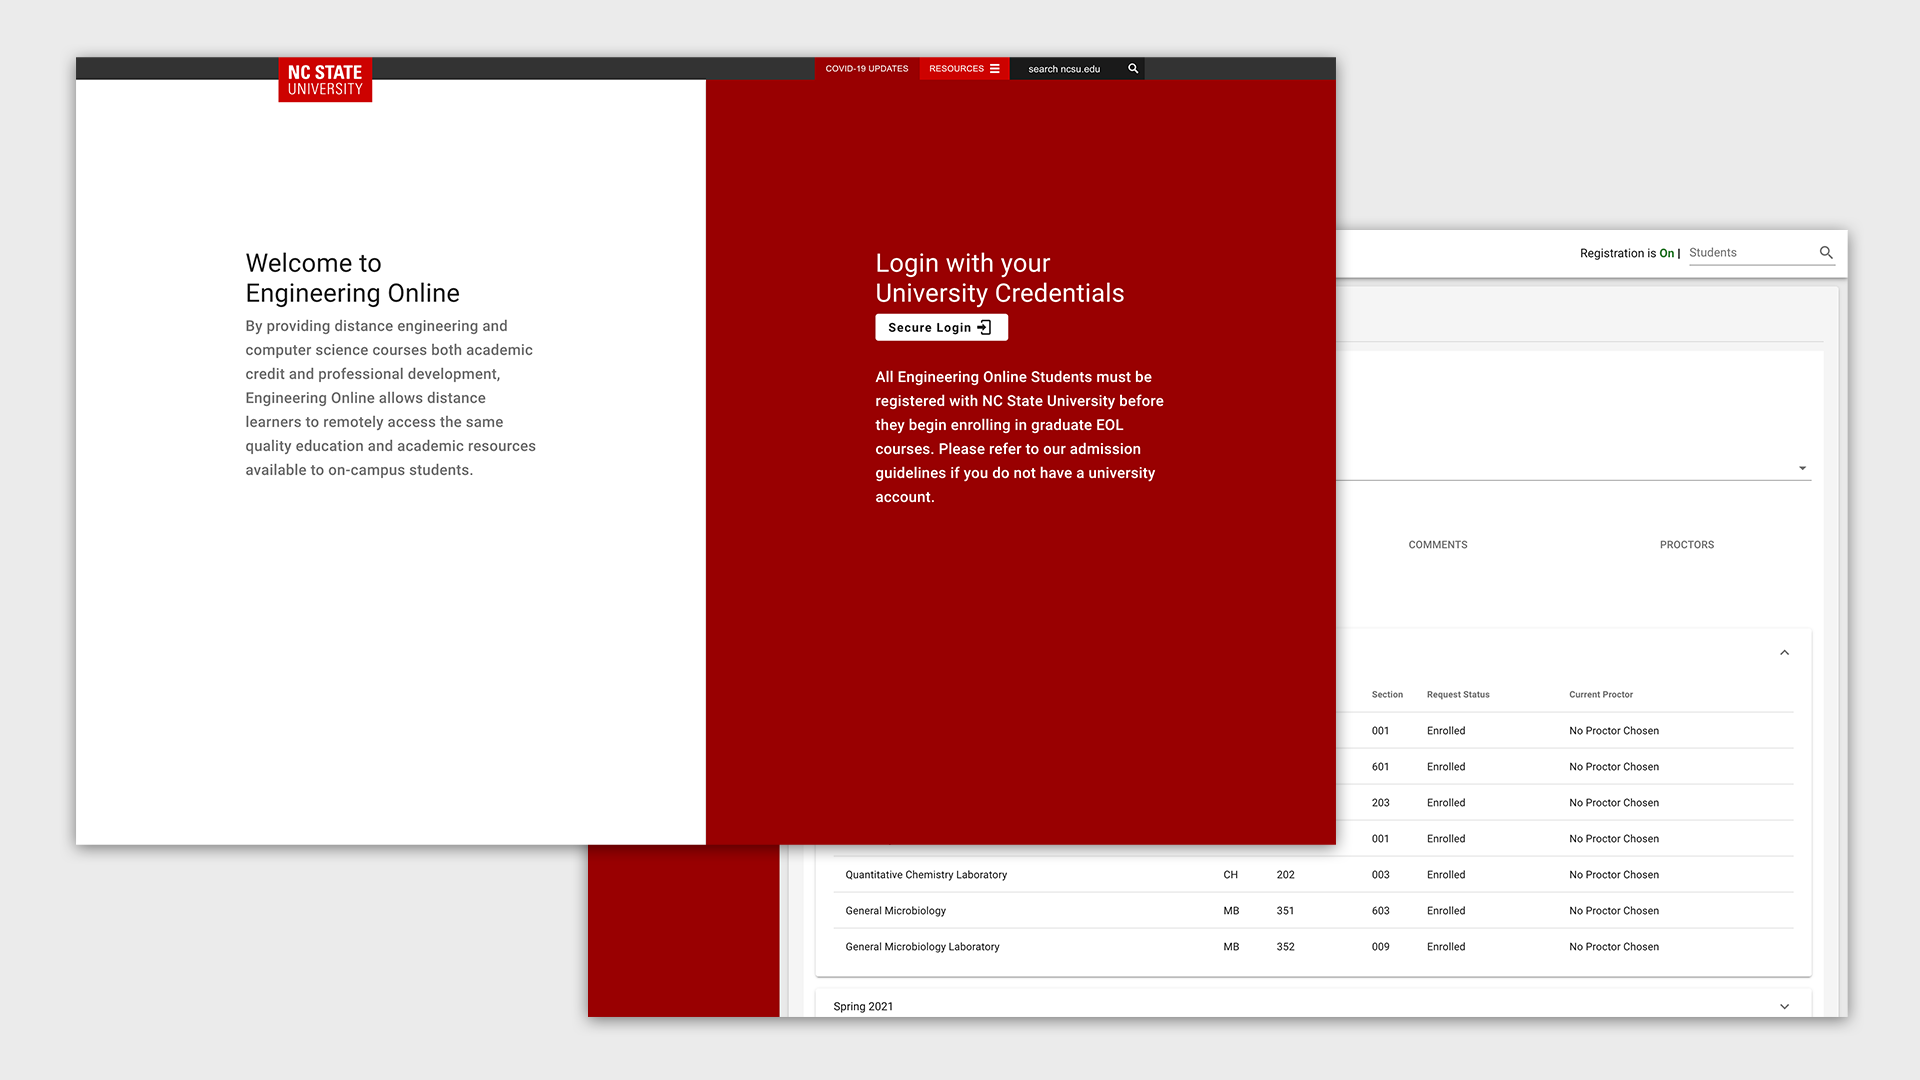 NC STATE
UNIVERSITY
COVID-19 UPDATES
RESOURCES
search ncsu.edu
Welcome to
Engineering Online
By providing distance engineering and
computer science courses both academic
credit and professional development,
Engineering Online allows distance
learners to remotely access the same
quality education and academic resources
available to on-campus students.
Login with your
University Credentials
Secure Login
All Engineering Online Students must be
registered with NC State University before
they begin enrolling in graduate EOL
courses. Please refer to our admission
guidelines if you do not have a university
account.
Registration is On | Students
COMMENTS PROCTORS
Section Request Status Current Proctor
001 Enrolled No Proctor Chosen
601 Enrolled No Proctor Chosen
203 Enrolled No Proctor Chosen
001 Enrolled No Proctor Chosen
Quantitative Chemistry Laboratory CH 202 003 Enrolled No Proctor Chosen
General Microbiology MB 351 603 Enrolled No Proctor Chosen
General Microbiology Laboratory MB 352 009 Enrolled No Proctor Chosen
Spring 2021